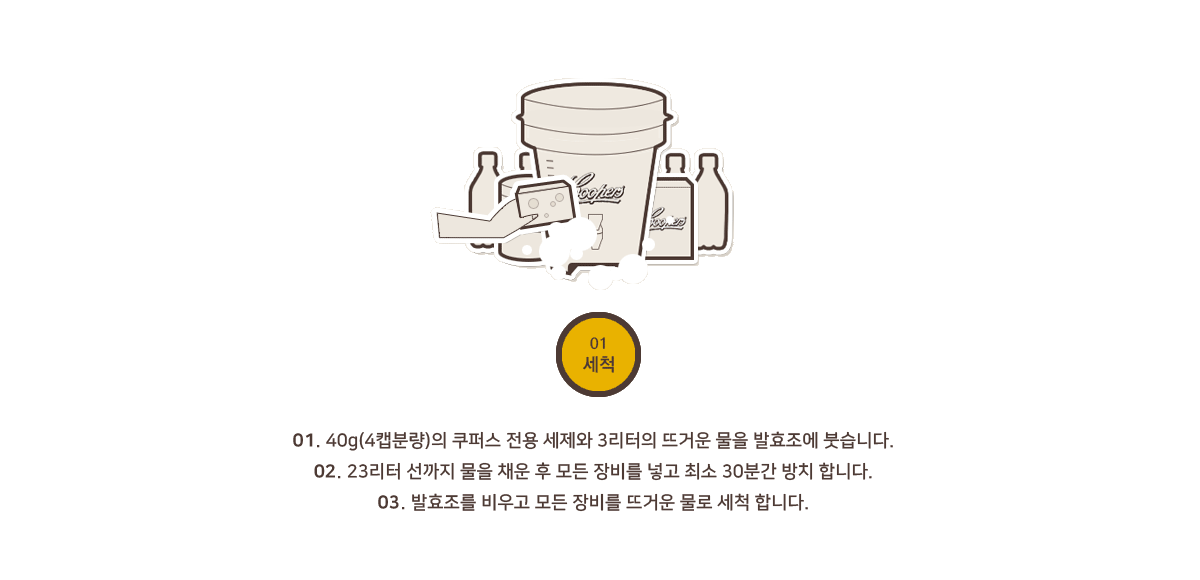 Coopers
Coopers
01
세척
01. 40g(4캡분량)의 쿠퍼스 전용 세제와 3리터의 뜨거운 물을 발효조에 붓습니다.
02. 23리터 선까지 물을 채운 후 모든 장비를 넣고 최소 30분간 방치 합니다.
03. 발효조를 비우고 모든 장비를 뜨거운 물로 세척 합니다.